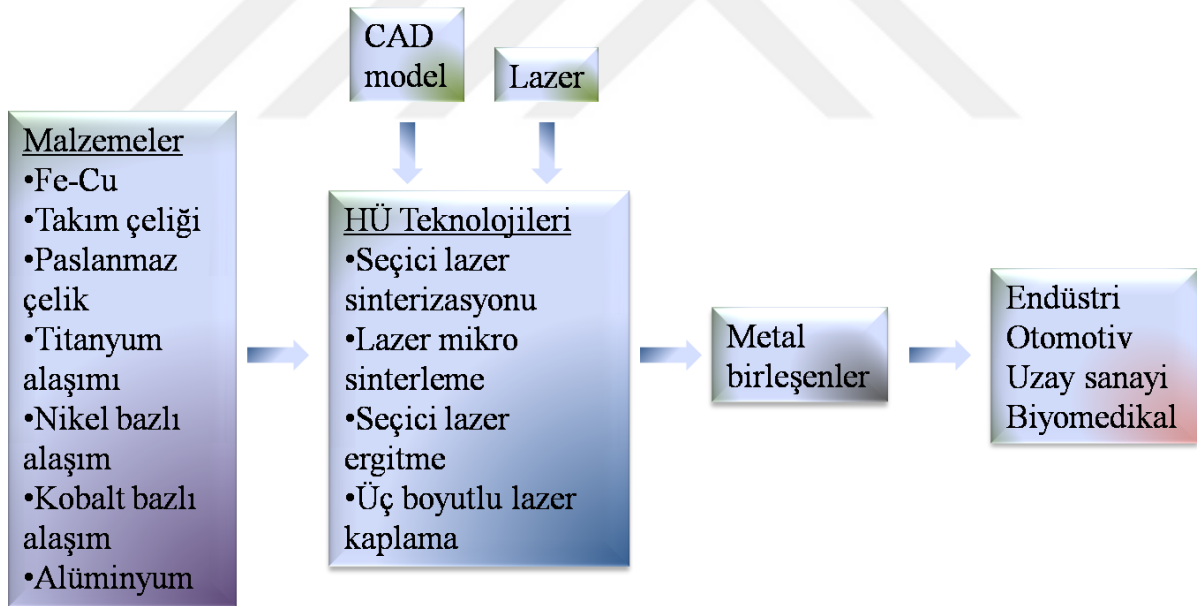 CAD
model
Lazer
Malzemeler
•Fe-Cu
•Takım çeliği
•Paslanmaz
çelik
•Titanyum
alaşımı
•Nikel bazlı
alaşım
•Kobalt bazlı
alaşım
•Alüminyum
HÜ Teknolojileri
•Seçici lazer
sinterizasyonu
•Lazer mikro
sinterleme
•Seçici lazer
ergitme
•Üç boyutlu lazer
kaplama
Metal
birleşenler
Endüstri
Otomotiv
Uzay sanayi
Biyomedikal